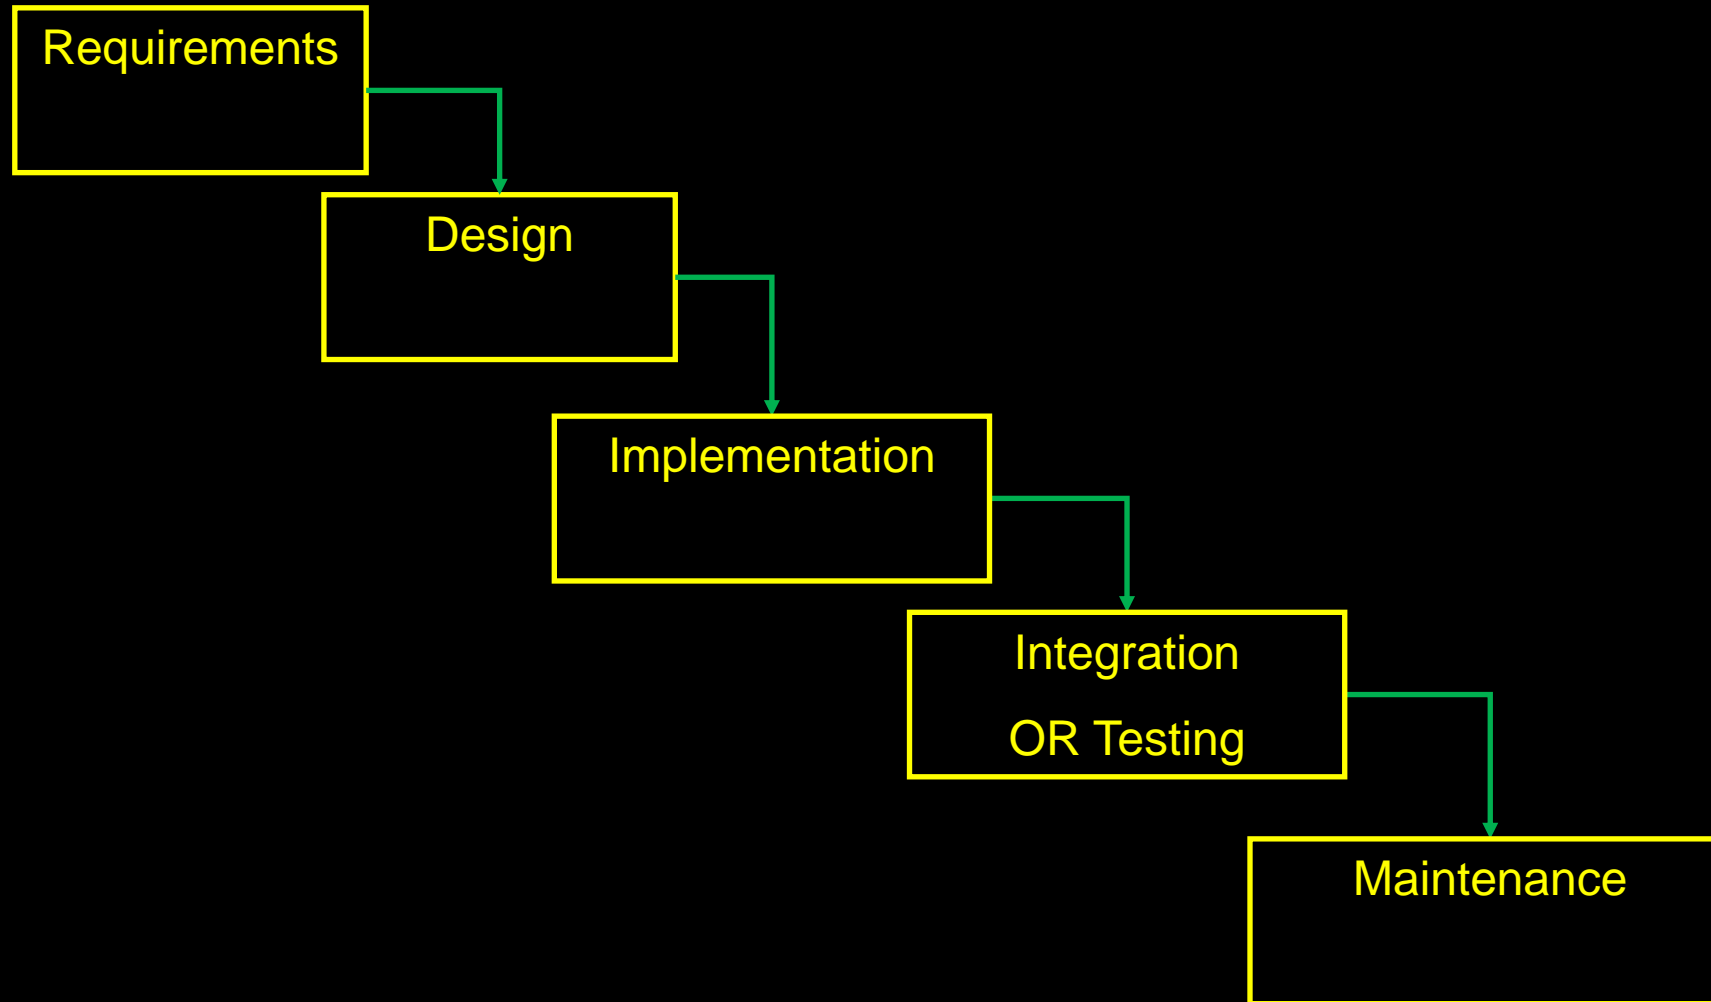 Requirements
Design
Implementation
Integration
OR Testing
Maintenance